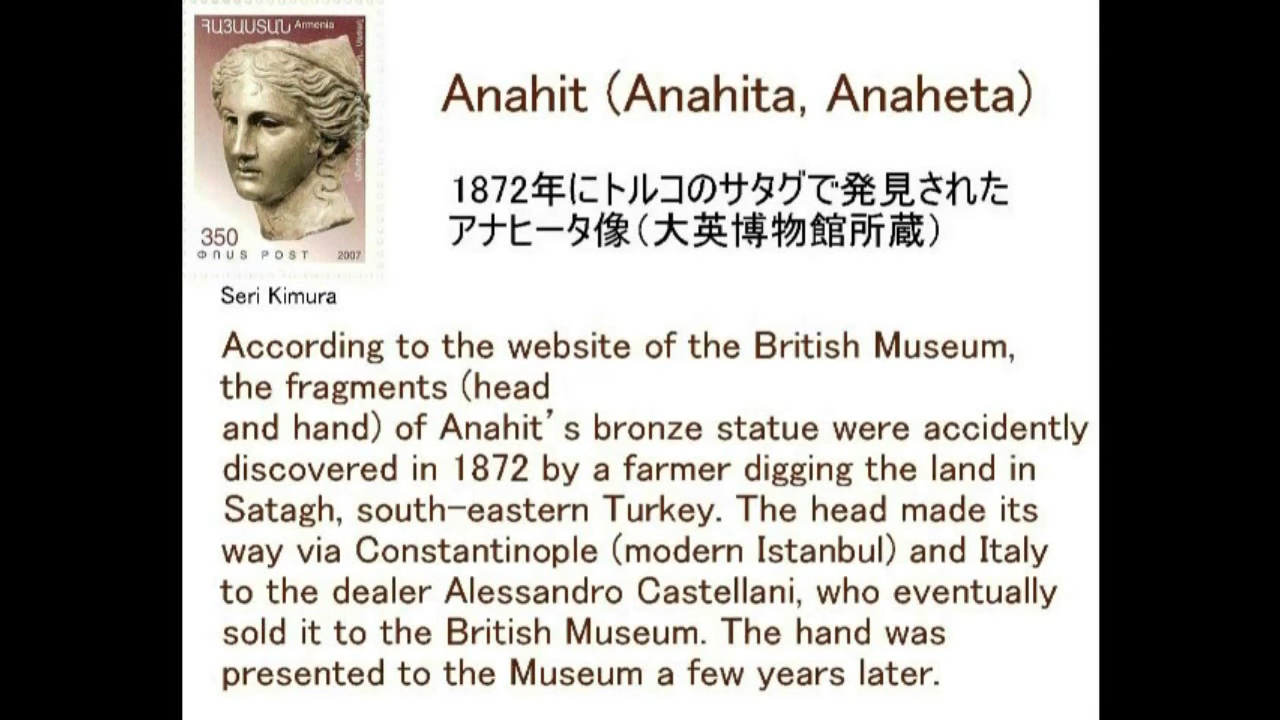 ՀԱՅԱՍՏԱՆ Armenia
350
ՓՈՍՏ POST 2007
Seri Kimura
Anahit (Anahita, Anaheta)
1872年にトルコのサタグで発見された
アナヒータ像（大英博物館所蔵）
According to the website of the British Museum,
the fragments (head
and hand) of Anahit’s bronze statue were accidently
discovered in 1872 by a farmer digging the land in
Satagh, south-eastern Turkey. The head made its
way via Constantinople (modern Istanbul) and Italy
to the dealer Alessandro Castellani, who eventually
sold it to the British Museum. The hand was
presented to the Museum a few years later.